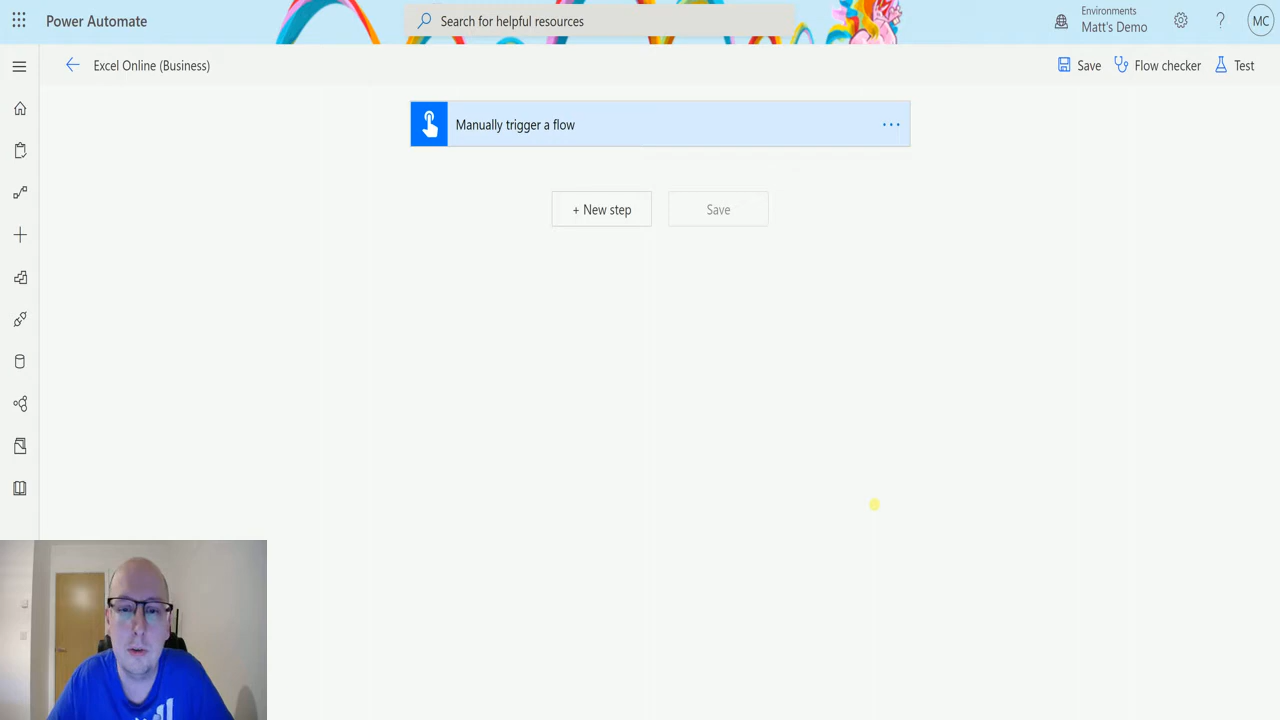 Power Automate
Search for helpful resources
Environments
Matt's Demo
MC
Excel Online (Business)
Save
Flow checker
Test
Manually trigger a flow
+ New step
Save